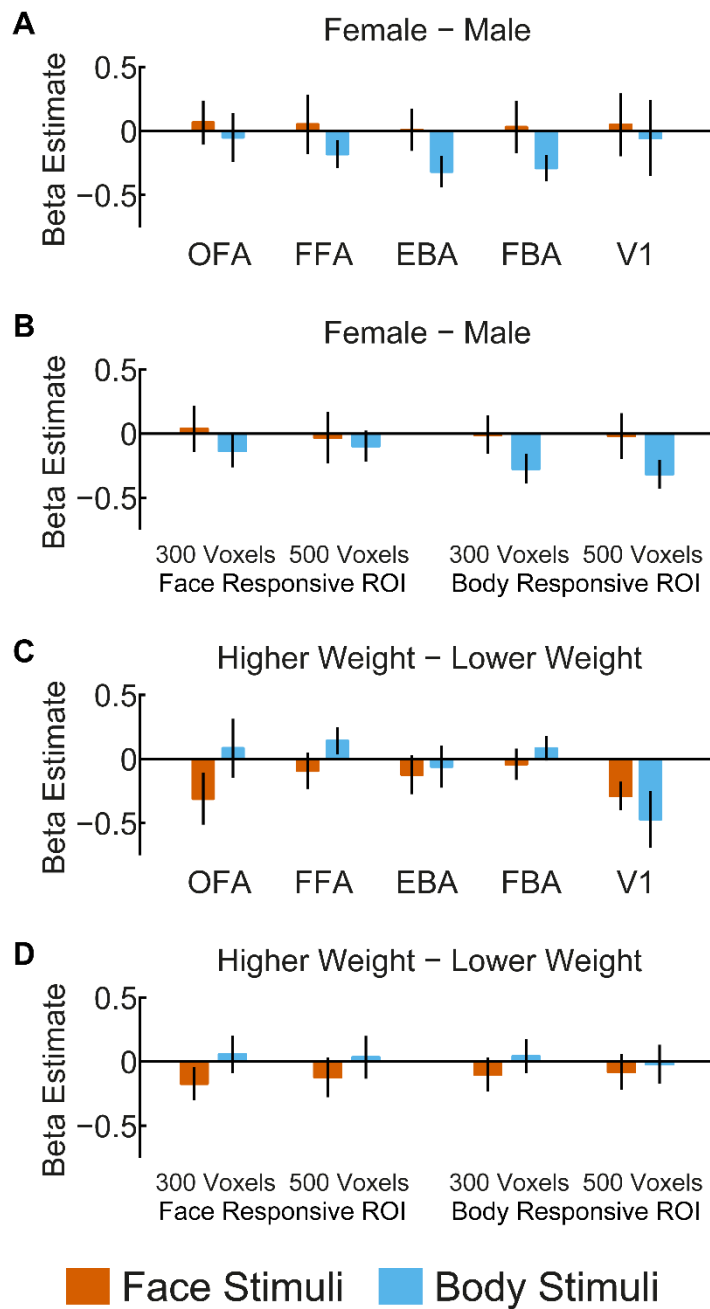 A
Female − Male
Beta Estimate
0.5
0
−0.5
OFA FFA EBA FBA V1
B
Female − Male
Beta Estimate
0.5
0
−0.5
300 Voxels 500 Voxels 300 Voxels 500 Voxels
Face Responsive ROI Body Responsive ROI
C
Higher Weight − Lower Weight
Beta Estimate
0.5
0
−0.5
OFA FFA EBA FBA V1
D
Higher Weight − Lower Weight
Beta Estimate
0.5
0
−0.5
300 Voxels 500 Voxels 300 Voxels 500 Voxels
Face Responsive ROI Body Responsive ROI
Face Stimuli Body Stimuli